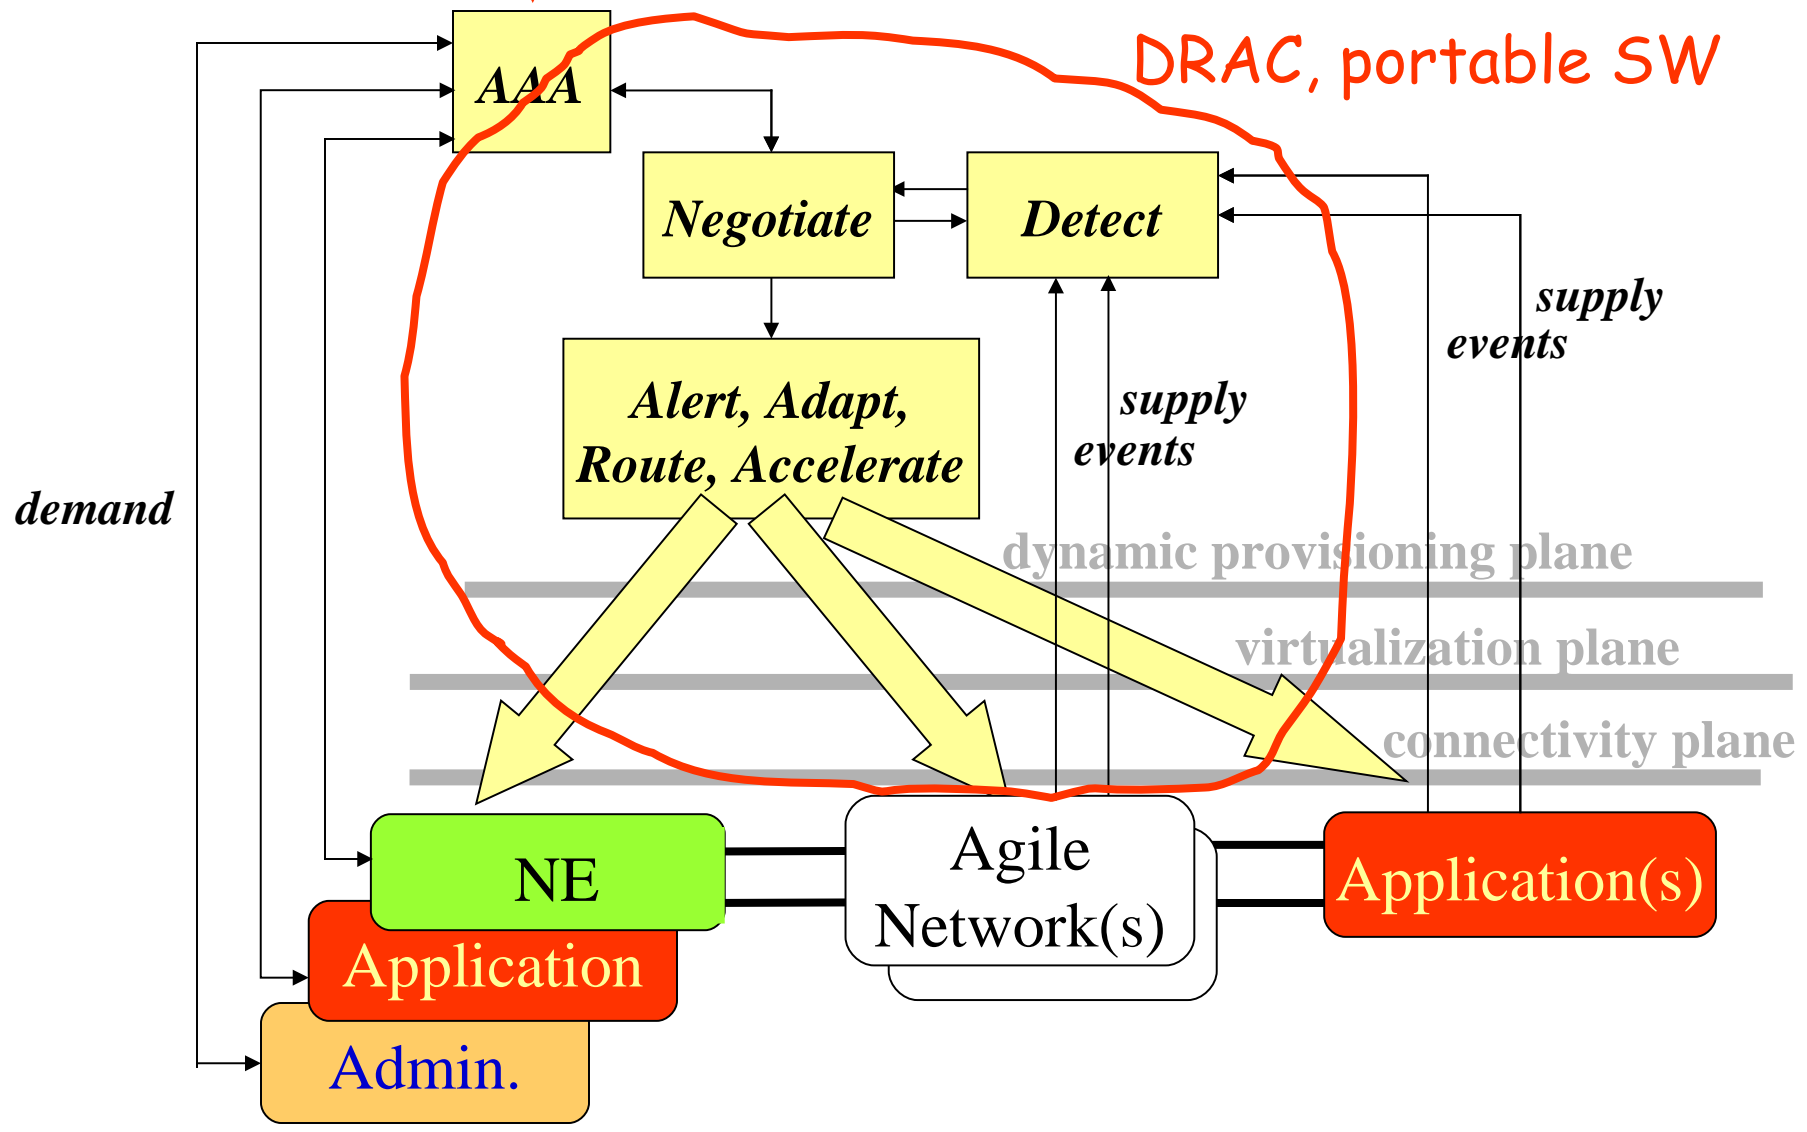 DRAC, portable SW
AAA
Negotiate
Detect
supply
events
Alert, Adapt,
Route, Accelerate
supply
events
demand
dynamic provisioning plane
virtualization plane
connectivity plane
NE
Agile
Network(s)
Application(s)
Application
Admin.